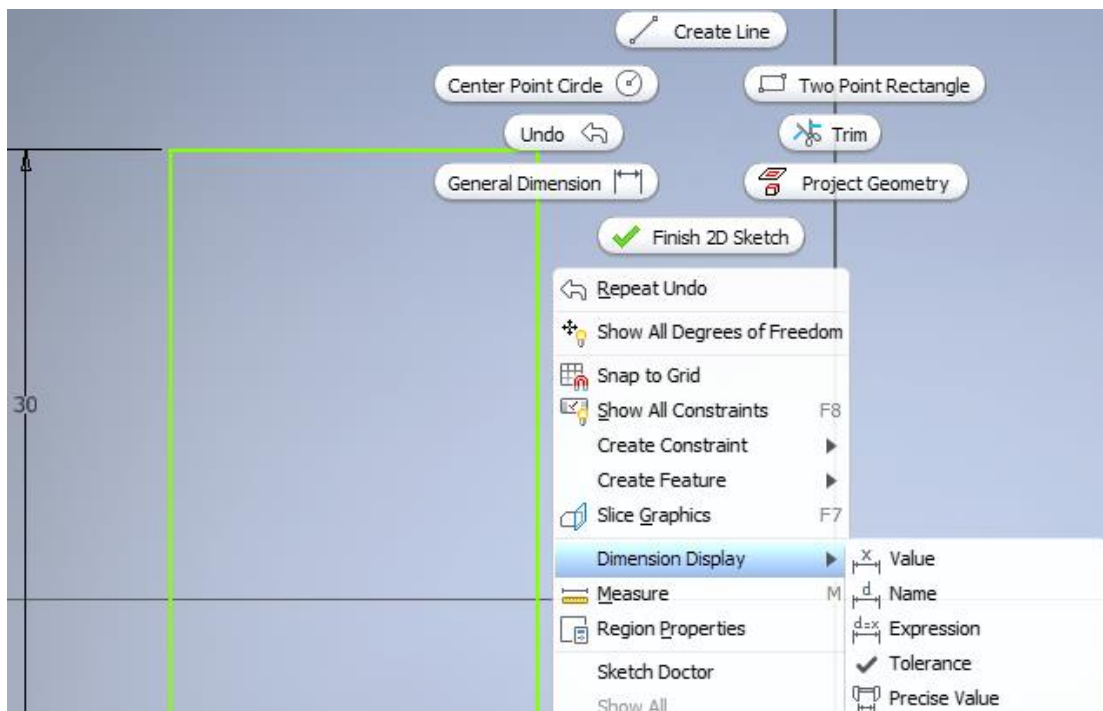 Create Line
Center Point Circle
Two Point Rectangle
Undo
Trim
General Dimension
Project Geometry
Finish 2D Sketch
Repeat Undo
Show All Degrees of Freedom
Snap to Grid
30
Show All Constraints F8
Create Constraint
Create Feature
Slice Graphics F7
Dimension Display
x Value
Measure M
d Name
Region Properties
d=x Expression
Sketch Doctor
Tolerance
Show All
Precise Value